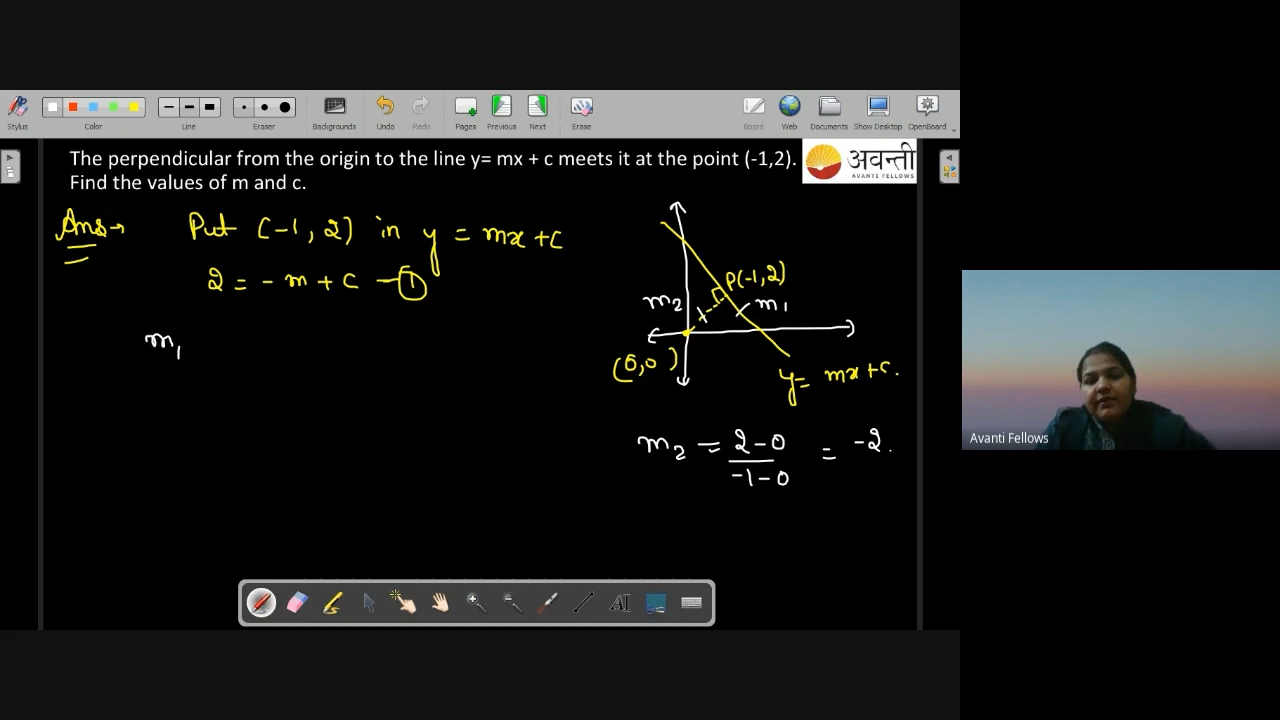 Stylus
Color
Line
Eraser
Backgrounds
Undo
Redo
Pages
Previous
Next
Erase
Board
Web
Documents
Show Desktop
OpenBoard
The perpendicular from the origin to the line y= mx + c meets it at the point (-1,2).
Find the values of m and c.
अवन्ती
AVANTI FELLOWS
Ans→ Put (-1, 2) in y = mx + c
2 = - m + c — ①
m₁
P(-1,2)
m₂
m₁
(0,0)
y = mx + c.
m₂ = 2-0 / -1-0 = -2.
AI
Avanti Fellows